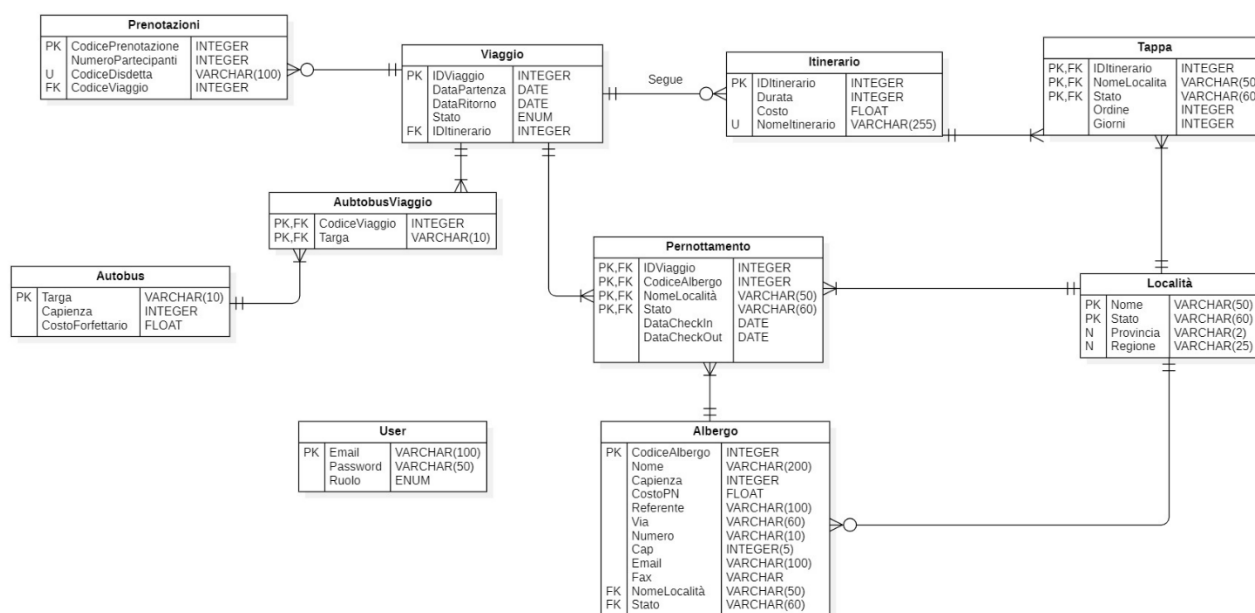 Prenotazioni
PK CodicePrenotazione INTEGER
NumeroPartecipanti INTEGER
U CodiceDisdetta VARCHAR(100)
FK CodiceViaggio INTEGER
Viaggio
PK IDViaggio INTEGER
DataPartenza DATE
DataRitorno DATE
Stato ENUM
FK IDItinerario INTEGER
Segue
Itinerario
PK IDItinerario INTEGER
Durata INTEGER
Costo FLOAT
U NomeItinerario VARCHAR(255)
Tappa
PK,FK IDItinerario INTEGER
PK,FK NomeLocalita VARCHAR(50
PK,FK Stato VARCHAR(60
Ordine INTEGER
Giorni INTEGER
AubtobusViaggio
PK,FK CodiceViaggio INTEGER
PK,FK Targa VARCHAR(10)
Autobus
PK Targa VARCHAR(10)
Capienza INTEGER
CostoForfettario FLOAT
Pernottamento
PK,FK IDViaggio INTEGER
PK,FK CodiceAlbergo INTEGER
PK,FK NomeLocalità VARCHAR(50)
PK,FK Stato VARCHAR(60)
DataCheckIn DATE
DataCheckOut DATE
Località
PK Nome VARCHAR(50)
PK Stato VARCHAR(60)
N Provincia VARCHAR(2)
N Regione VARCHAR(25)
User
PK Email VARCHAR(100)
Password VARCHAR(50)
Ruolo ENUM
Albergo
PK CodiceAlbergo INTEGER
Nome VARCHAR(200)
Capienza INTEGER
CostoPN FLOAT
Referente VARCHAR(100)
Via VARCHAR(60)
Numero VARCHAR(10)
Cap INTEGER(5)
Email VARCHAR(100)
Fax VARCHAR
FK NomeLocalità VARCHAR(50)
FK Stato VARCHAR(60)